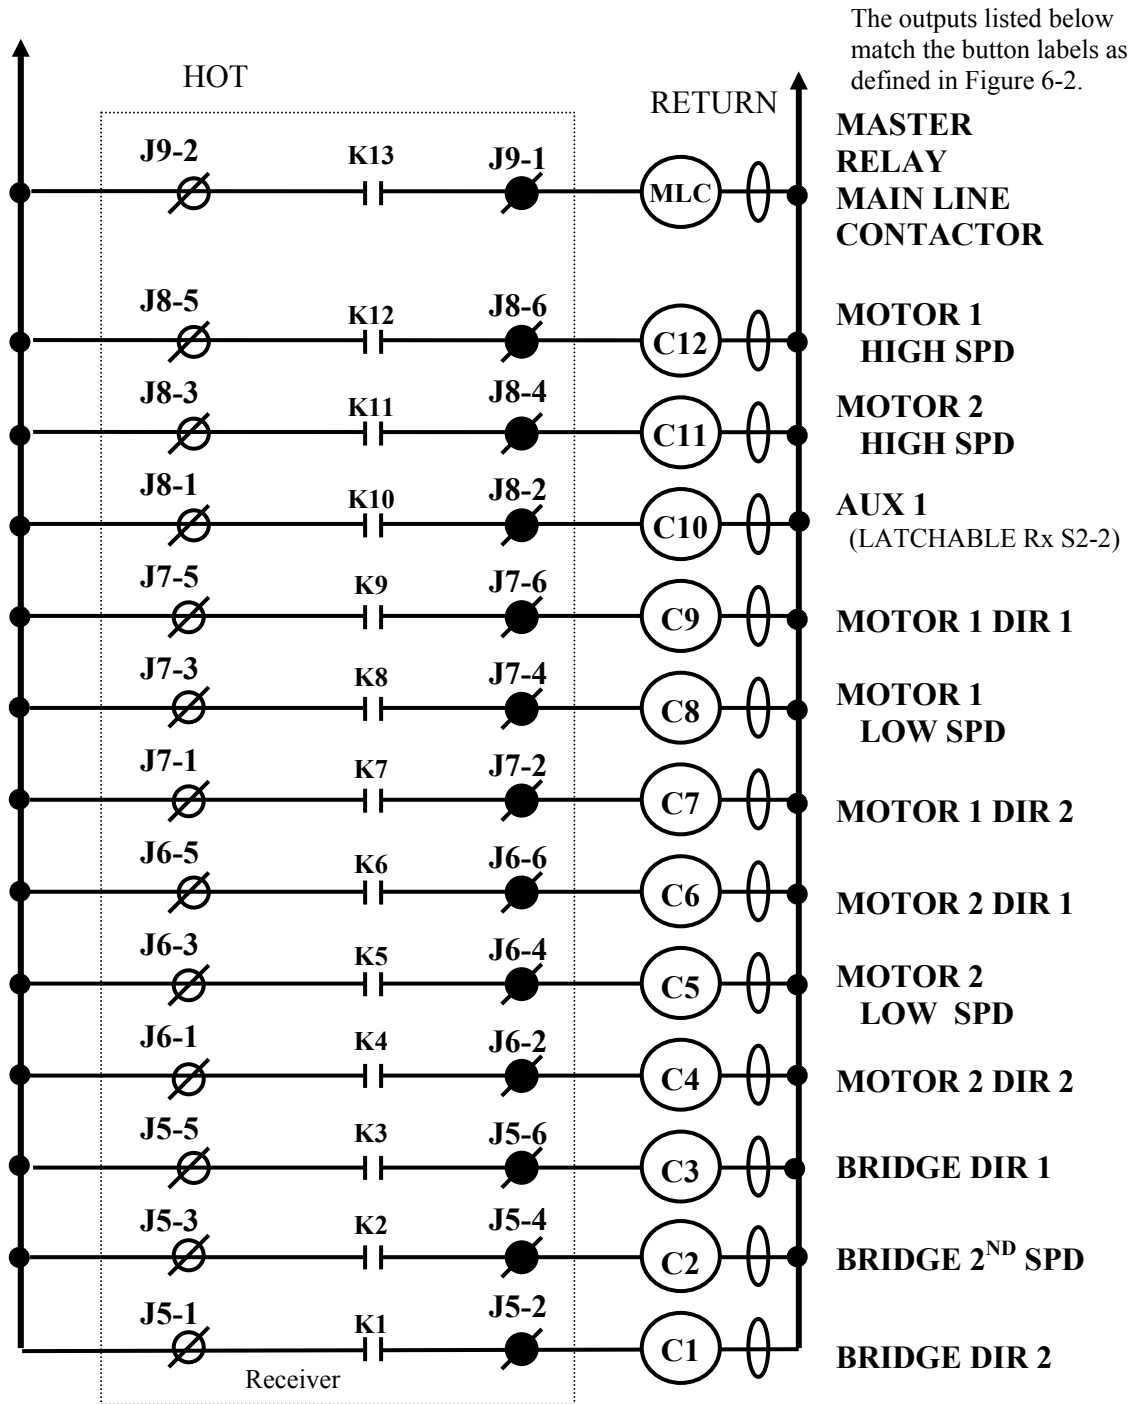 The outputs listed below
match the button labels as
defined in Figure 6-2.
HOT
RETURN
J9-2 K13 J9-1 MLC
MASTER
RELAY
MAIN LINE
CONTACTOR
J8-5 K12 J8-6 C12
MOTOR 1
HIGH SPD
J8-3 K11 J8-4 C11
MOTOR 2
HIGH SPD
J8-1 K10 J8-2 C10
AUX 1
(LATCHABLE Rx S2-2)
J7-5 K9 J7-6 C9
MOTOR 1 DIR 1
J7-3 K8 J7-4 C8
MOTOR 1
LOW SPD
J7-1 K7 J7-2 C7
MOTOR 1 DIR 2
J6-5 K6 J6-6 C6
MOTOR 2 DIR 1
J6-3 K5 J6-4 C5
MOTOR 2
LOW SPD
J6-1 K4 J6-2 C4
MOTOR 2 DIR 2
J5-5 K3 J5-6 C3
BRIDGE DIR 1
J5-3 K2 J5-4 C2
BRIDGE 2ND SPD
J5-1 K1 J5-2 C1
BRIDGE DIR 2
Receiver